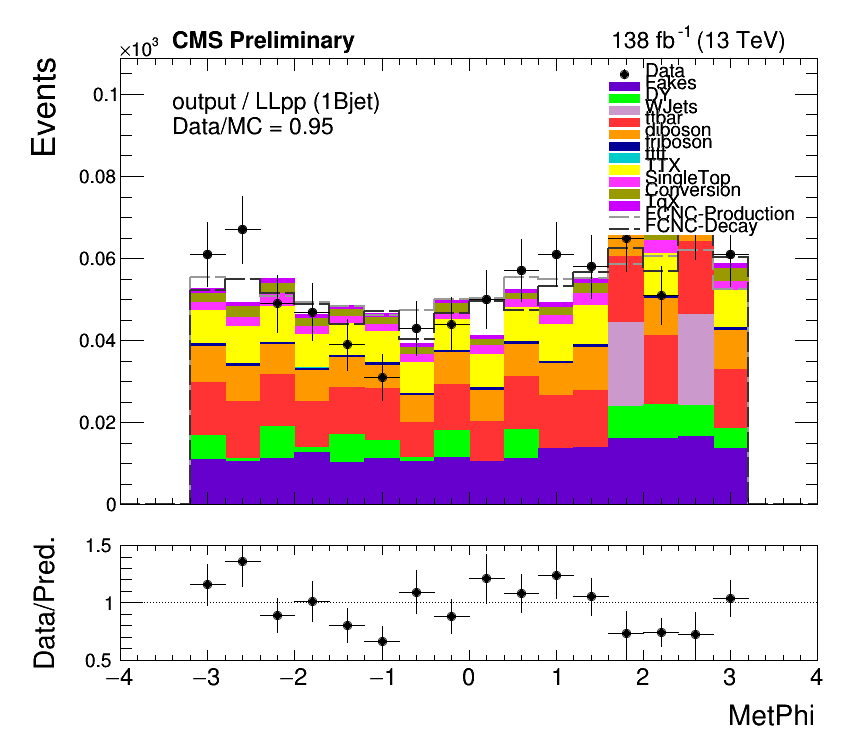 ×10³ CMS Preliminary 138 fb⁻¹ (13 TeV)
Events
output / LLpp (1Bjet)
Data/MC = 0.95
Data
Fakes
DY
WJets
ttbar
diboson
triboson
tttt
TTX
SingleTop
Conversion
TqX
FCNC-Production
FCNC-Decay
0.1
0.08
0.06
0.04
0.02
0
Data/Pred.
1.5
1
0.5
−4 −3 −2 −1 0 1 2 3 4
MetPhi